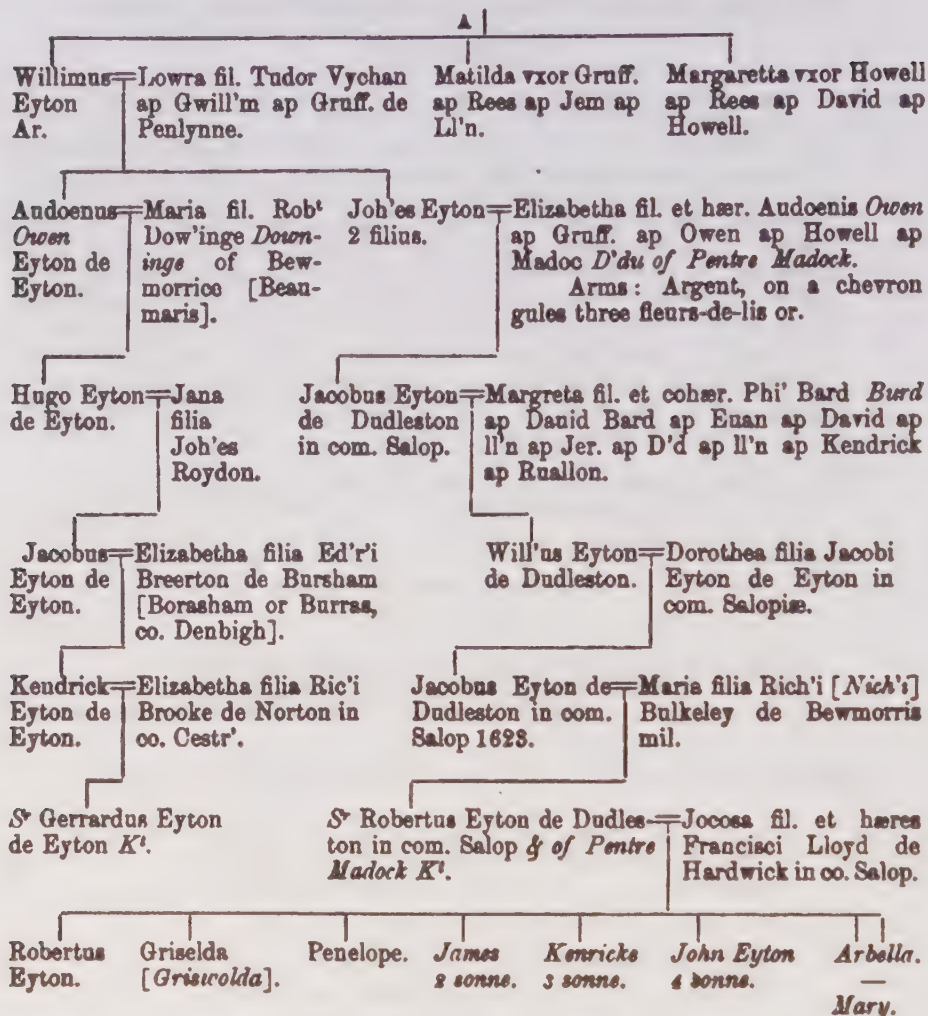 A
Willimus
Eyton
Ar.
Lowra fil. Tudor Vychan
ap Gwill'm ap Gruff. de
Penlynne.
Matilda vxor Gruff.
ap Rees ap Jem ap
Ll'n.
Margaretta vxor Howell
ap Rees ap David ap
Howell.
Audoenus
Owen
Eyton de
Eyton.
Maria fil. Robᵗ
Dow'inge Down-
inge of Bew-
morrice [Beau-
maris].
Joh'es Eyton
2 filius.
Elizabetha fil. et hær. Audoenis Owen
ap Gruff. ap Owen ap Howell ap
Madoc D'du of Pentre Madock.
Arms: Argent, on a chevron
gules three fleurs-de-lis or.
Hugo Eyton
de Eyton.
Jana
filia
Joh'es
Roydon.
Jacobus Eyton
de Dudleston
in com. Salop.
Margreta fil. et cohær. Phi' Bard Burd
ap Dauid Bard ap Euan ap David ap
ll'n ap Jer. ap D'd ap ll'n ap Kendrick
ap Ruallon.
Jacobus
Eyton de
Eyton.
Elizabetha filia Ed'r'i
Breerton de Bursham
[Borasham or Burras,
co. Denbigh].
Will'us Eyton
de Dudleston.
Dorothea filia Jacobi
Eyton de Eyton in
com. Salopiæ.
Kendrick
Eyton de
Eyton.
Elizabetha filia Ric'i
Brooke de Norton in
co. Cestr'.
Jacobus Eyton de
Dudleston in com.
Salop 1623.
Maria filia Rich'i [Nich'i]
Bulkeley de Bewmorris
mil.
Sʳ Gerrardus Eyton
de Eyton Kᵗ.
Sʳ Robertus Eyton de Dudles-
ton in com. Salop & of Pentre
Madock Kᵗ.
Jocosa fil. et hæres
Francisci Lloyd de
Hardwick in co. Salop.
Robertus
Eyton.
Griselda
[Griswolda].
Penelope.
James
2 sonne.
Kenricke
3 sonne.
John Eyton
4 sonne.
Arbella.
—
Mary.